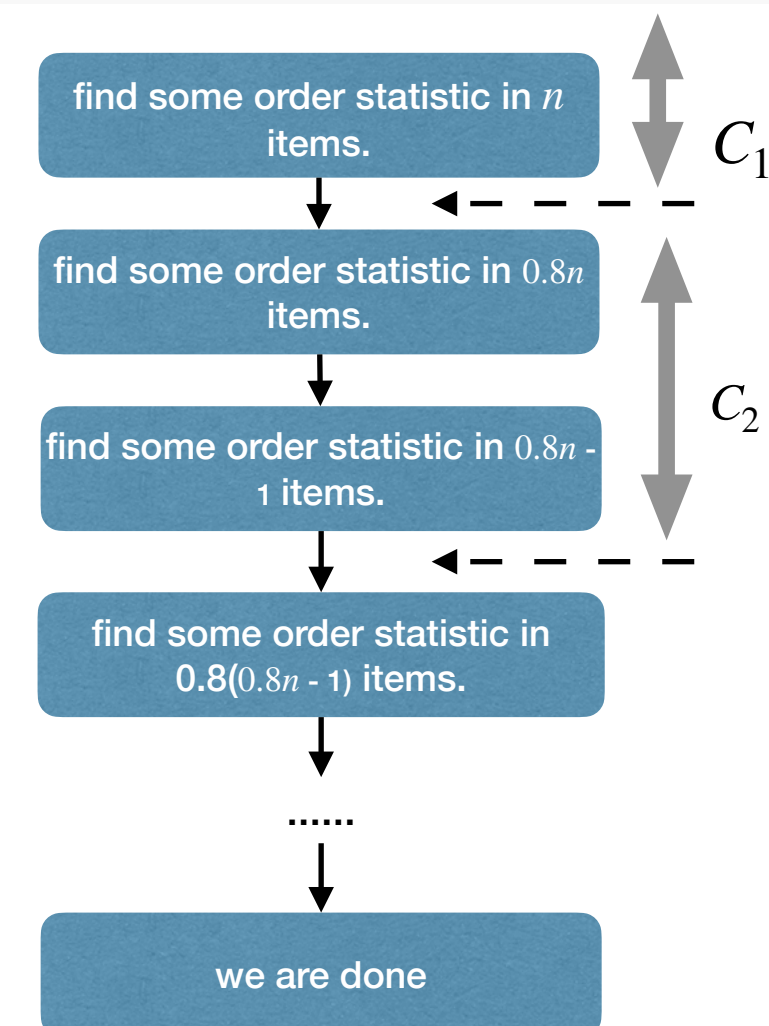 find some order statistic in n
items.
C₁
find some order statistic in 0.8n
items.
C₂
find some order statistic in 0.8n -
1 items.
find some order statistic in
0.8(0.8n - 1) items.
......
we are done